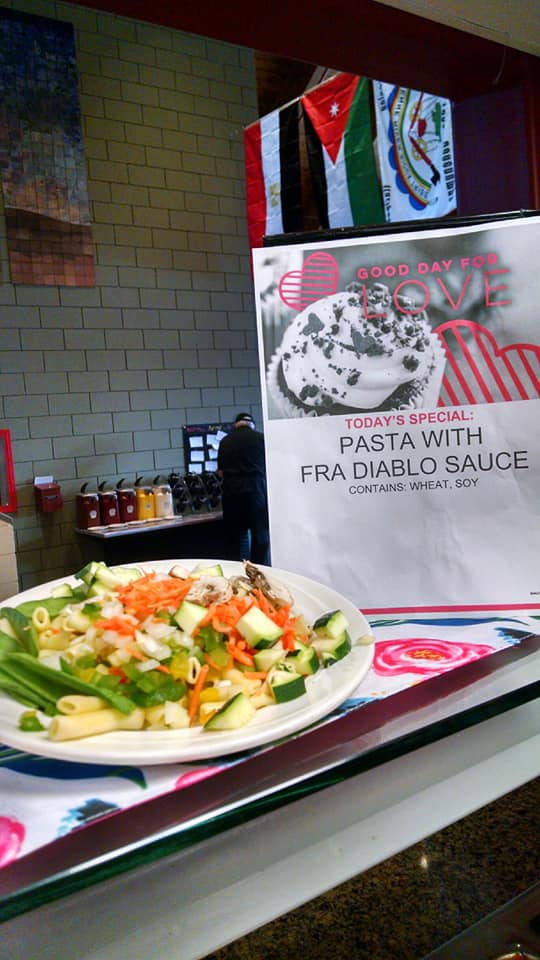 GOOD DAY FOR
LOVE
TODAY'S SPECIAL:
PASTA WITH
FRA DIABLO SAUCE
CONTAINS: WHEAT, SOY